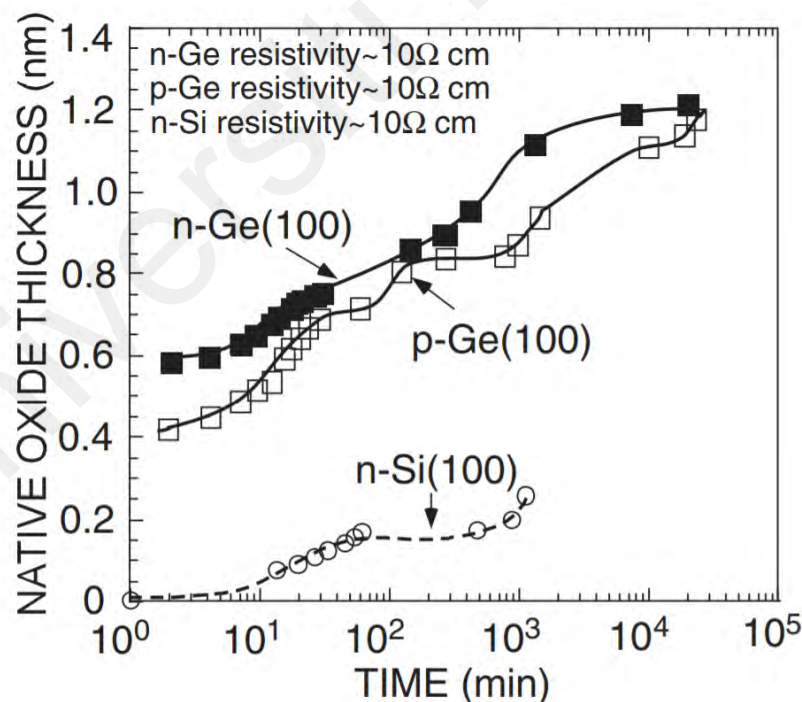 NATIVE OXIDE THICKNESS (nm)
1.4
1.2
1.0
0.8
0.6
0.4
0.2
0
n-Ge resistivity~10Ω cm
p-Ge resistivity~10Ω cm
n-Si resistivity~10Ω cm
n-Ge(100)
p-Ge(100)
n-Si(100)
10⁰ 10¹ 10² 10³ 10⁴ 10⁵
TIME (min)